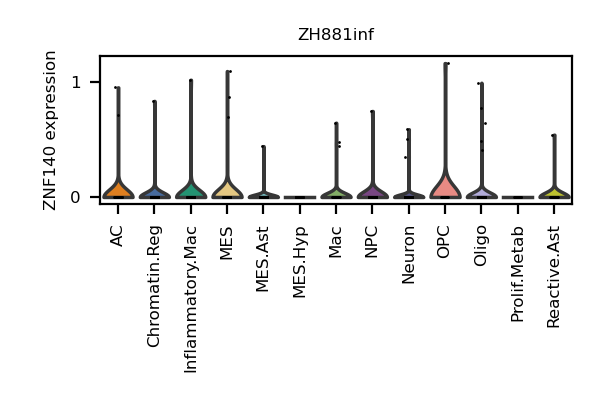 ZH881inf
ZNF140 expression
1
0
AC
Chromatin.Reg
Inflammatory.Mac
MES
MES.Ast
MES.Hyp
Mac
NPC
Neuron
OPC
Oligo
Prolif.Metab
Reactive.Ast